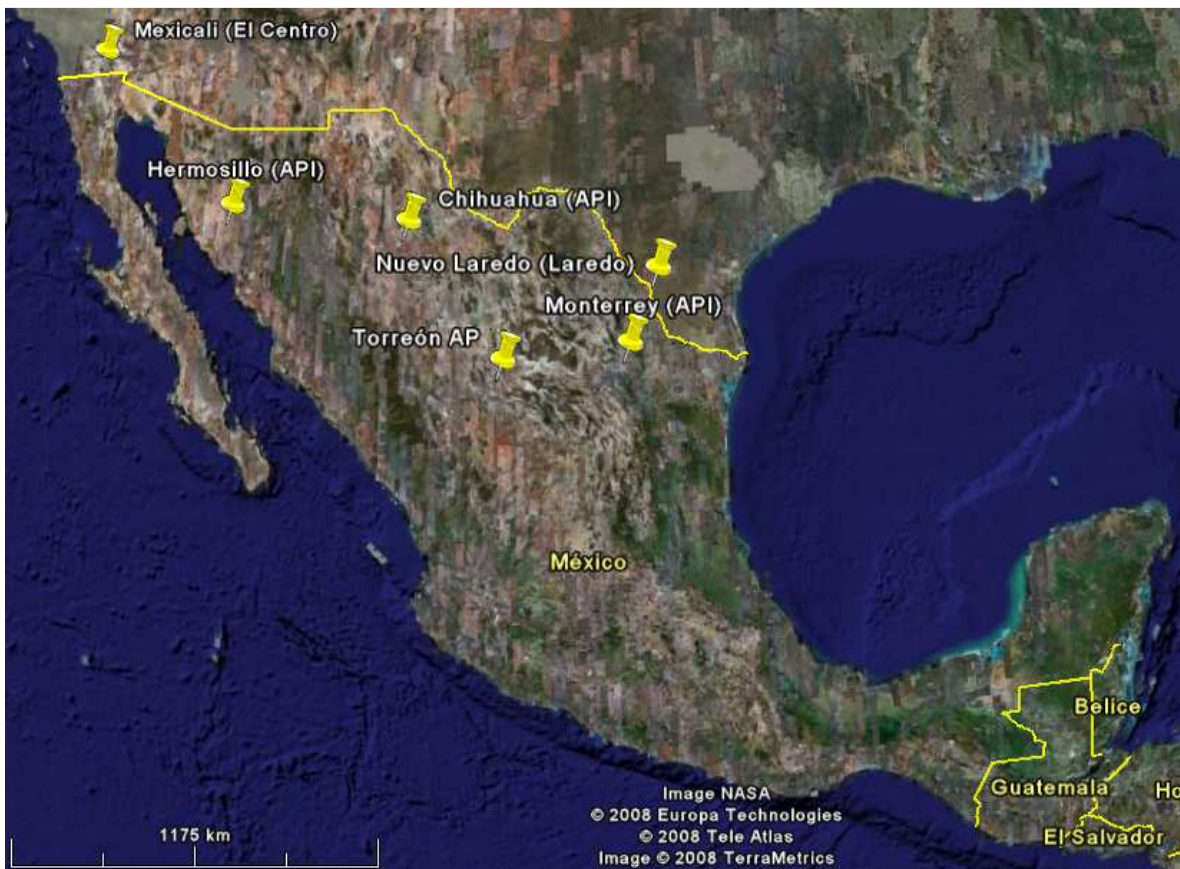 Mexicali (El Centro)
Hermosillo (API)
Chihuahua (API)
Nuevo Laredo (Laredo)
Monterrey (API)
Torreón AP
México
Belice
Guatemala
Ho
El Salvador
1175 km
Image NASA
© 2008 Europa Technologies
© 2008 Tele Atlas
Image © 2008 TerraMetrics